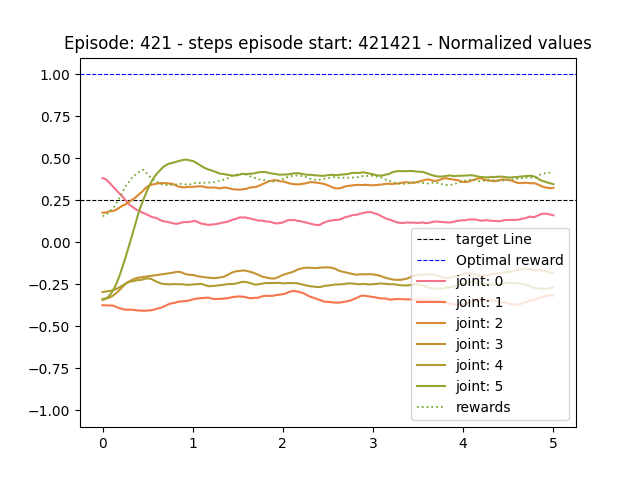 Episode: 421 - steps episode start: 421421 - Normalized values
1.00
0.75
0.50
0.25
0.00
−0.25
−0.50
−0.75
−1.00
0
1
2
3
4
5
target Line
Optimal reward
joint: 0
joint: 1
joint: 2
joint: 3
joint: 4
joint: 5
rewards